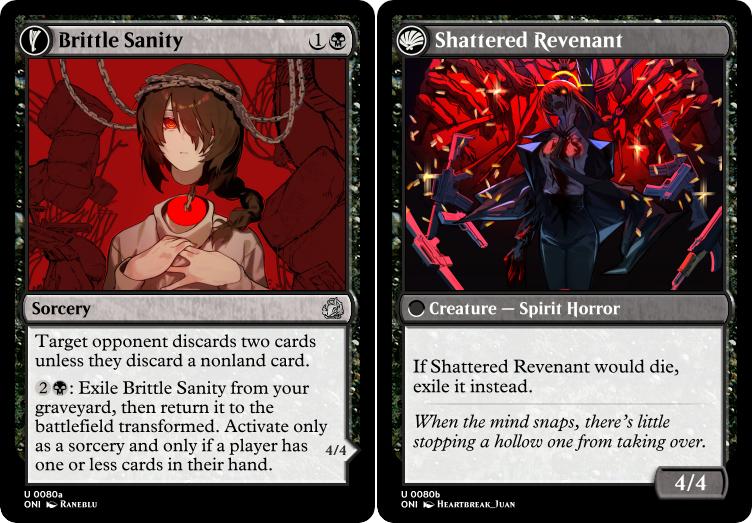 Brittle Sanity 1
Sorcery
Target opponent discards two cards
unless they discard a nonland card.
2 : Exile Brittle Sanity from your
graveyard, then return it to the
battlefield transformed. Activate only
as a sorcery and only if a player has
one or less cards in their hand.
4/4
U 0080a
ONI RANEBLU
Shattered Revenant
Creature — Spirit Horror
If Shattered Revenant would die,
exile it instead.
When the mind snaps, there's little
stopping a hollow one from taking over.
4/4
U 0080b
ONI HEARTBREAK_JUAN